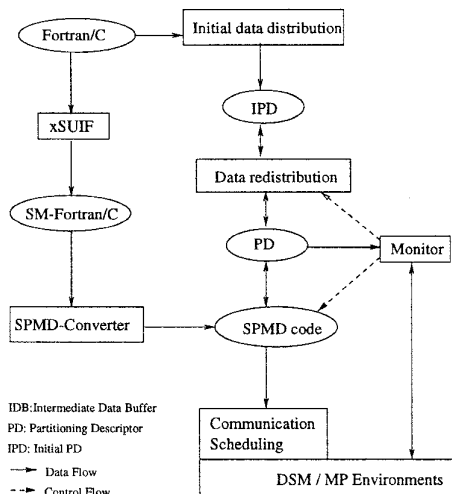 Fortran/C
Initial data distribution
IPD
xSUIF
Data redistribution
SM-Fortran/C
PD
Monitor
SPMD-Converter
SPMD code
IDB:Intermediate Data Buffer
PD: Partitioning Descriptor
IPD: Initial PD
Data Flow
Control Flow
Communication
Scheduling
DSM / MP Environments